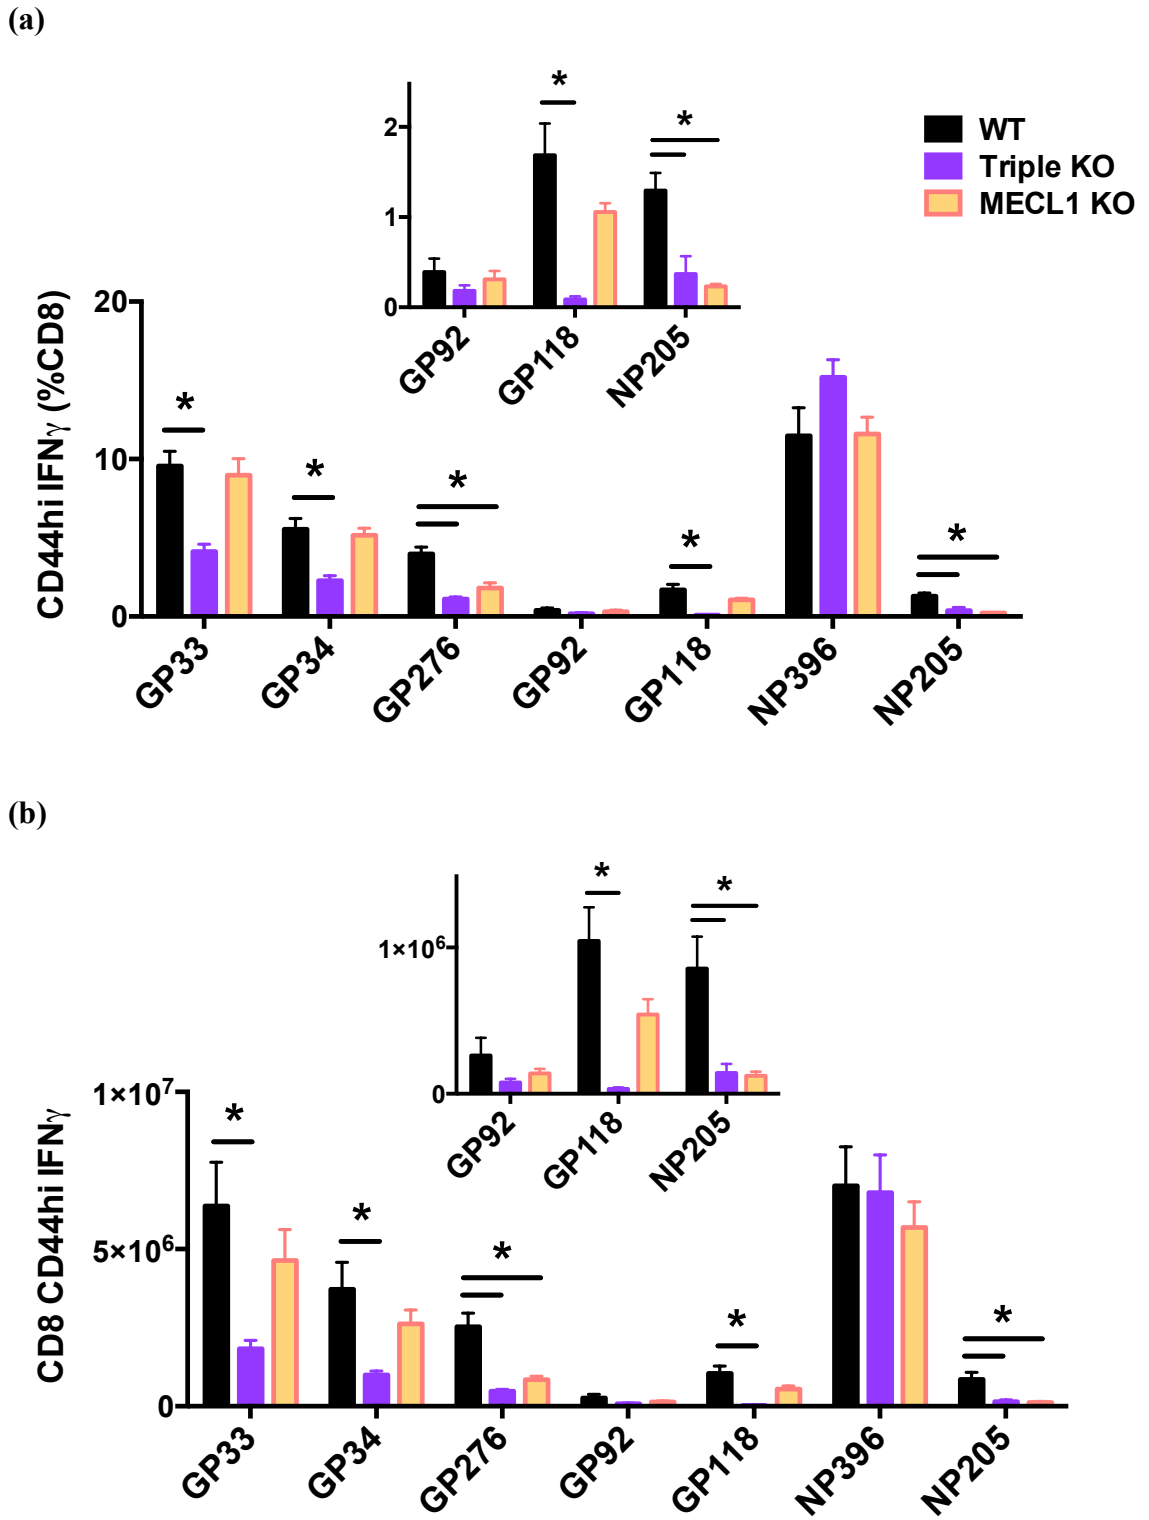 (a)
*
*
2
1
0
GP92
GP118
NP205
WT
Triple KO
MECL1 KO
CD44hi IFNγ (%CD8)
20
10
0
*
*
*
*
*
GP33
GP34
GP276
GP92
GP118
NP396
NP205
(b)
*
*
1×10⁶
0
GP92
GP118
NP205
CD8 CD44hi IFNγ
1×10⁷
5×10⁶
0
*
*
*
*
*
GP33
GP34
GP276
GP92
GP118
NP396
NP205